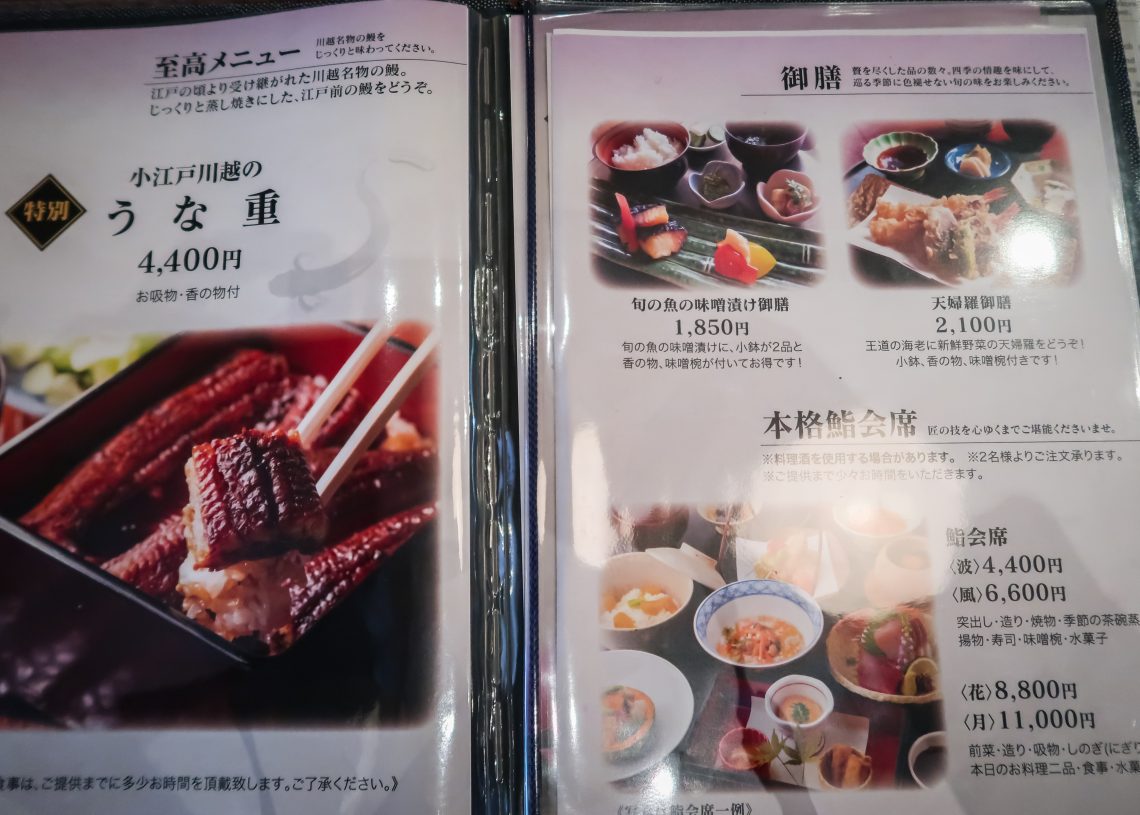 至高メニュー
川越名物の鰻を
じっくりと味わってください。
江戸の頃より受け継がれた川越名物の鰻。
じっくりと蒸し焼きにした、江戸前の鰻をどうぞ。
特別
小江戸川越の
うな重
4,400円
お吸物・香の物付
食事は、ご提供までに多少お時間を頂戴致します。ご了承ください。》
御膳
贅を尽くした品の数々。四季の情趣を味にして、
巡る季節に色褪せない旬の味をお楽しみください。
旬の魚の味噌漬け御膳
1,850円
旬の魚の味噌漬けに、小鉢が2品と
香の物、味噌椀が付いてお得です!
天婦羅御膳
2,100円
王道の海老に新鮮野菜の天婦羅をどうぞ!
小鉢、香の物、味噌椀付きです!
本格鮨会席
匠の技を心ゆくまでご堪能くださいませ。
※料理酒を使用する場合があります。 ※2名様よりご注文承ります。
※ご提供まで少々お時間をいただきます。
鮨会席
〈波〉4,400円
〈風〉6,600円
突出し・造り・焼物・季節の茶碗蒸
揚物・寿司・味噌椀・水菓子
〈花〉8,800円
〈月〉11,000円
前菜・造り・吸物・しのぎ(にぎり
本日のお料理二品・食事・水菓
鮨会席一例》